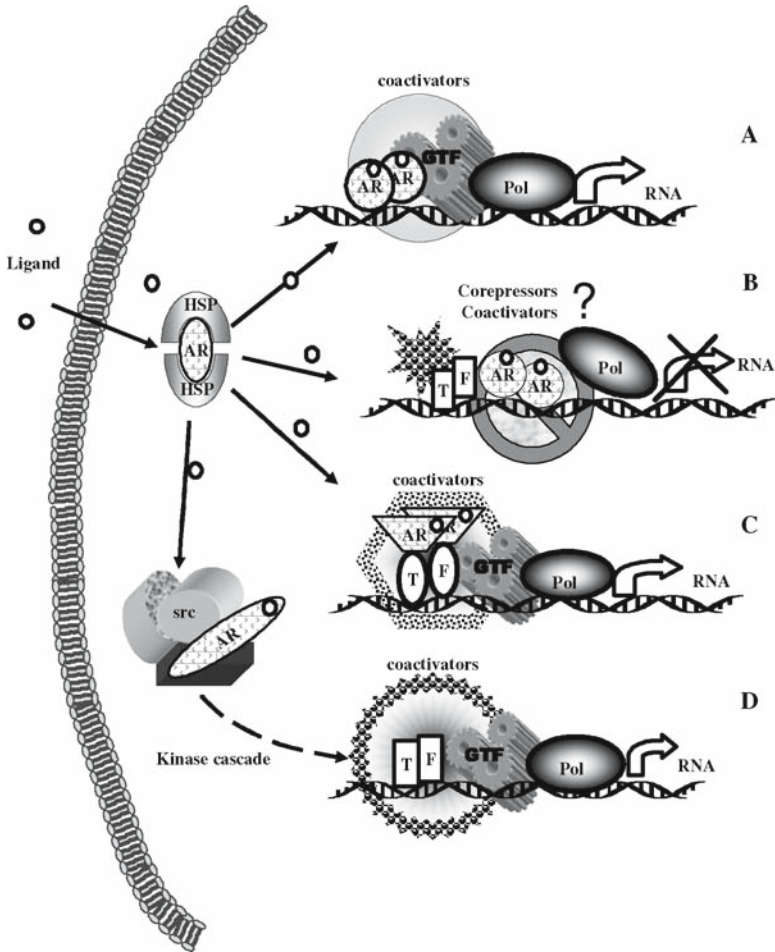 coactivators
A
GTF
AR
AR
Pol
RNA
Ligand
HSP
AR
HSP
B
Corepressors
Coactivators
?
T
F
AR
AR
Pol
RNA
coactivators
C
AR
R
GTF
T
F
Pol
RNA
src
AR
coactivators
D
Kinase cascade
T
F
GTF
Pol
RNA